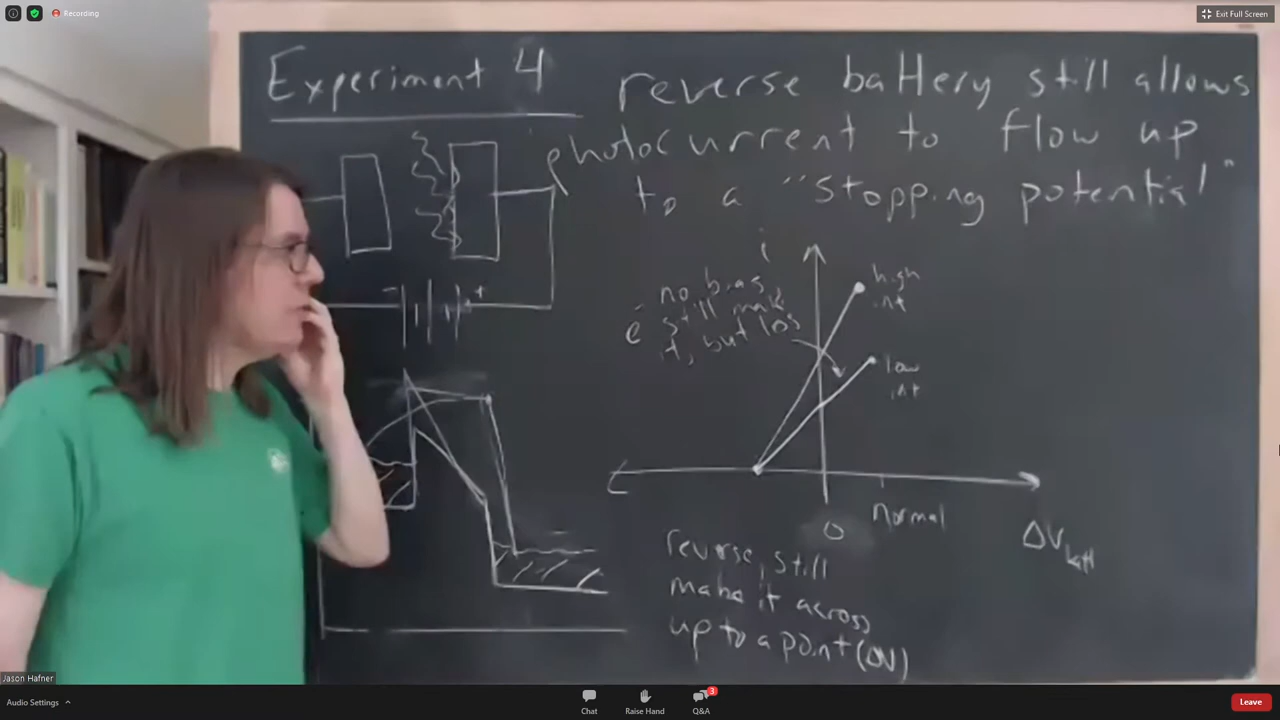 Recording
Exit Full Screen
Experiment 4
reverse battery still allows
photocurrent to flow up
to a "stopping potential"
- +
i
no bias,
e- still make
it, but less
high
int
low
int
0
normal
ΔVbatt
reverse, still
make it across
up to a point (ΔV)
Jason Hafner
Audio Settings
Chat
Raise Hand
3
Q&A
Leave